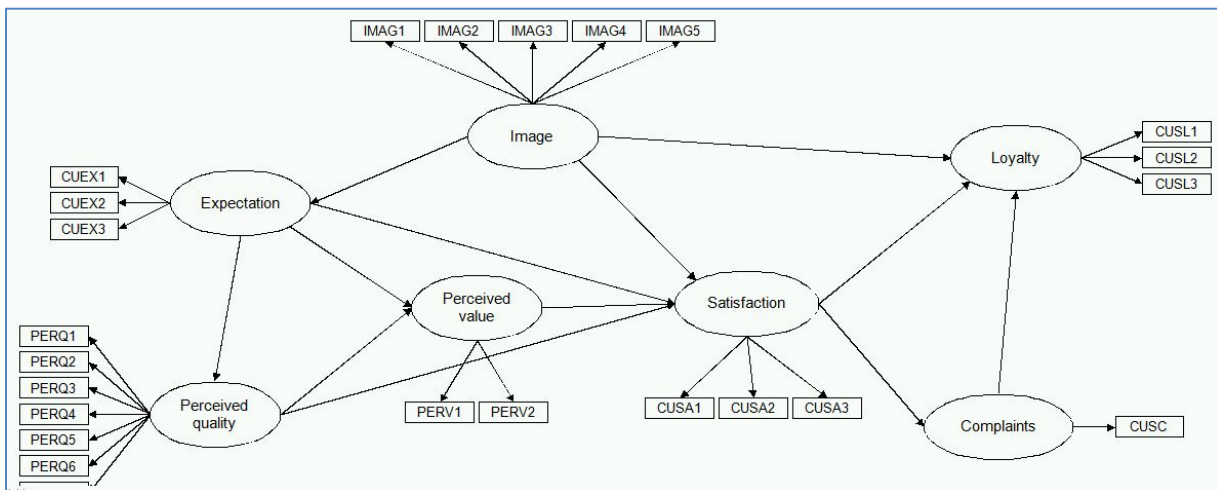 IMAG1 IMAG2 IMAG3 IMAG4 IMAG5
Image
Loyalty
CUSL1
CUSL2
CUSL3
CUEX1
CUEX2
CUEX3
Expectation
Perceived
value
Satisfaction
PERQ1
PERQ2
PERQ3
PERQ4
PERQ5
PERQ6
Perceived
quality
PERV1 PERV2
CUSA1 CUSA2 CUSA3
Complaints
CUSC